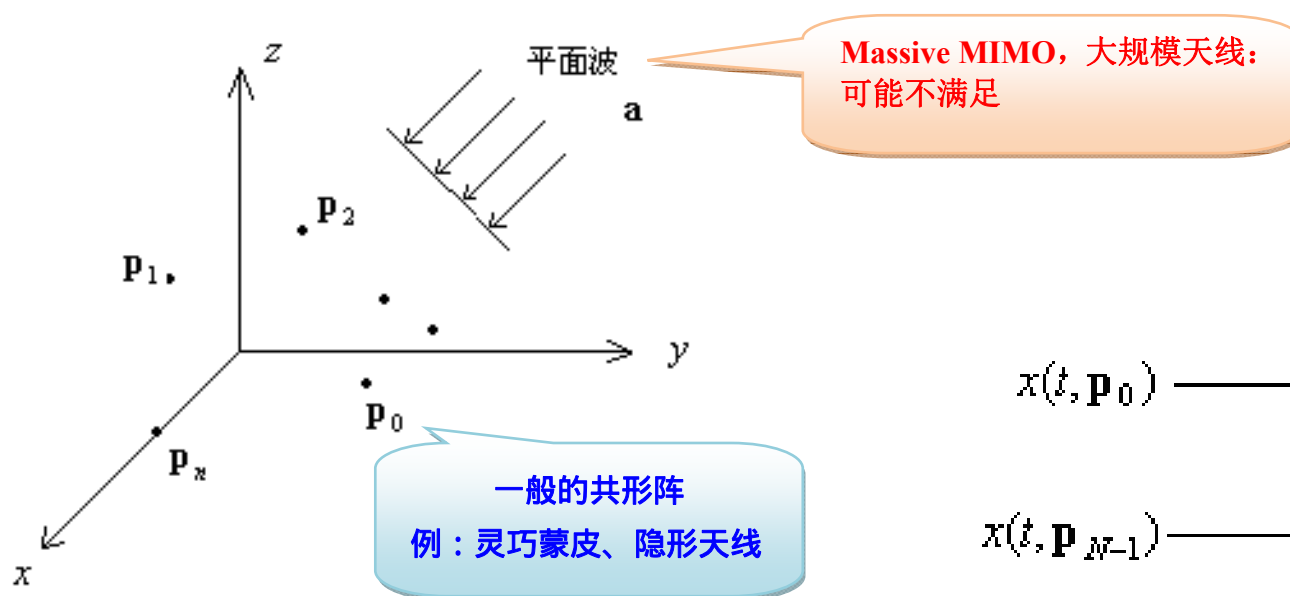 z
平面波
a
Massive MIMO，大规模天线：
可能不满足
p₂
p₁
y
p₀
pₙ
x
一般的共形阵
例：灵巧蒙皮、隐形天线
x(t,p₀)
x(t,p_{N-1})